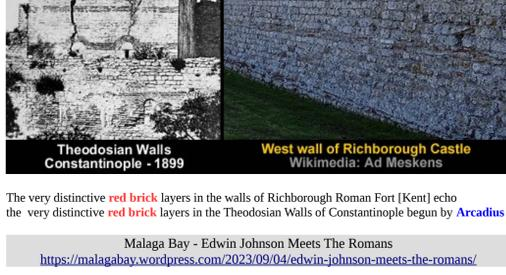 Theodosian Walls
Constantinople - 1899
West wall of Richborough Castle
Wikimedia: Ad Meskens
The very distinctive red brick layers in the walls of Richborough Roman Fort [Kent] echo
the very distinctive red brick layers in the Theodosian Walls of Constantinople begun by Arcadius
Malaga Bay - Edwin Johnson Meets The Romans
https://malagabay.wordpress.com/2023/09/04/edwin-johnson-meets-the-romans/